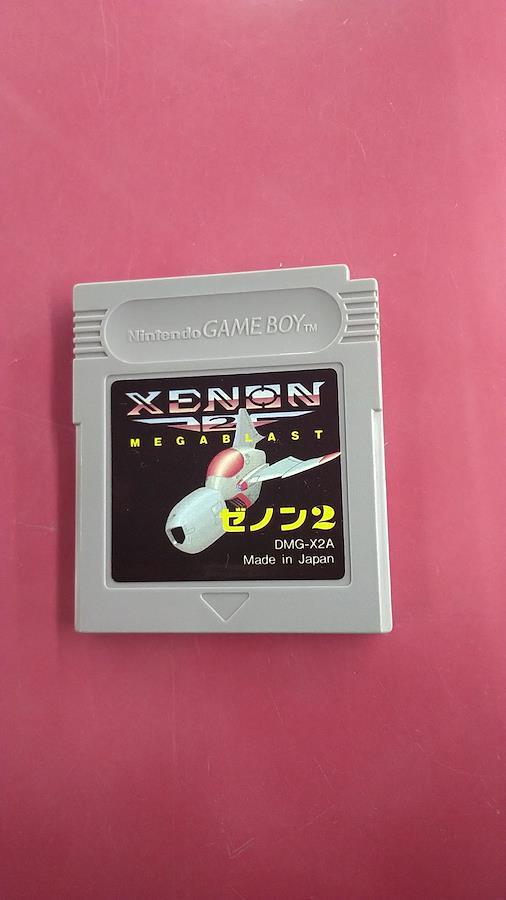 Nintendo GAME BOY™
XENON
2
MEGABLAST
ゼノン2
DMG-X2A
Made in Japan